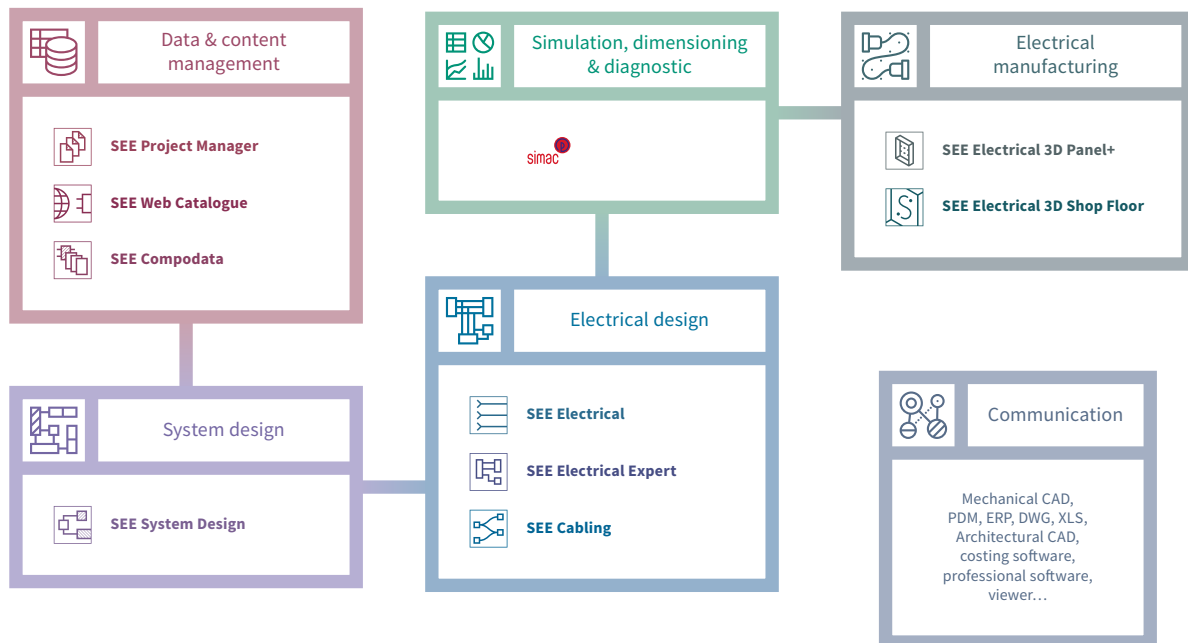 Data & content
management
SEE Project Manager
SEE Web Catalogue
SEE Compodata
System design
SEE System Design
Simulation, dimensioning
& diagnostic
simac
Electrical design
SEE Electrical
SEE Electrical Expert
SEE Cabling
Electrical
manufacturing
SEE Electrical 3D Panel+
SEE Electrical 3D Shop Floor
Communication
Mechanical CAD,
PDM, ERP, DWG, XLS,
Architectural CAD,
costing software,
professional software,
viewer…